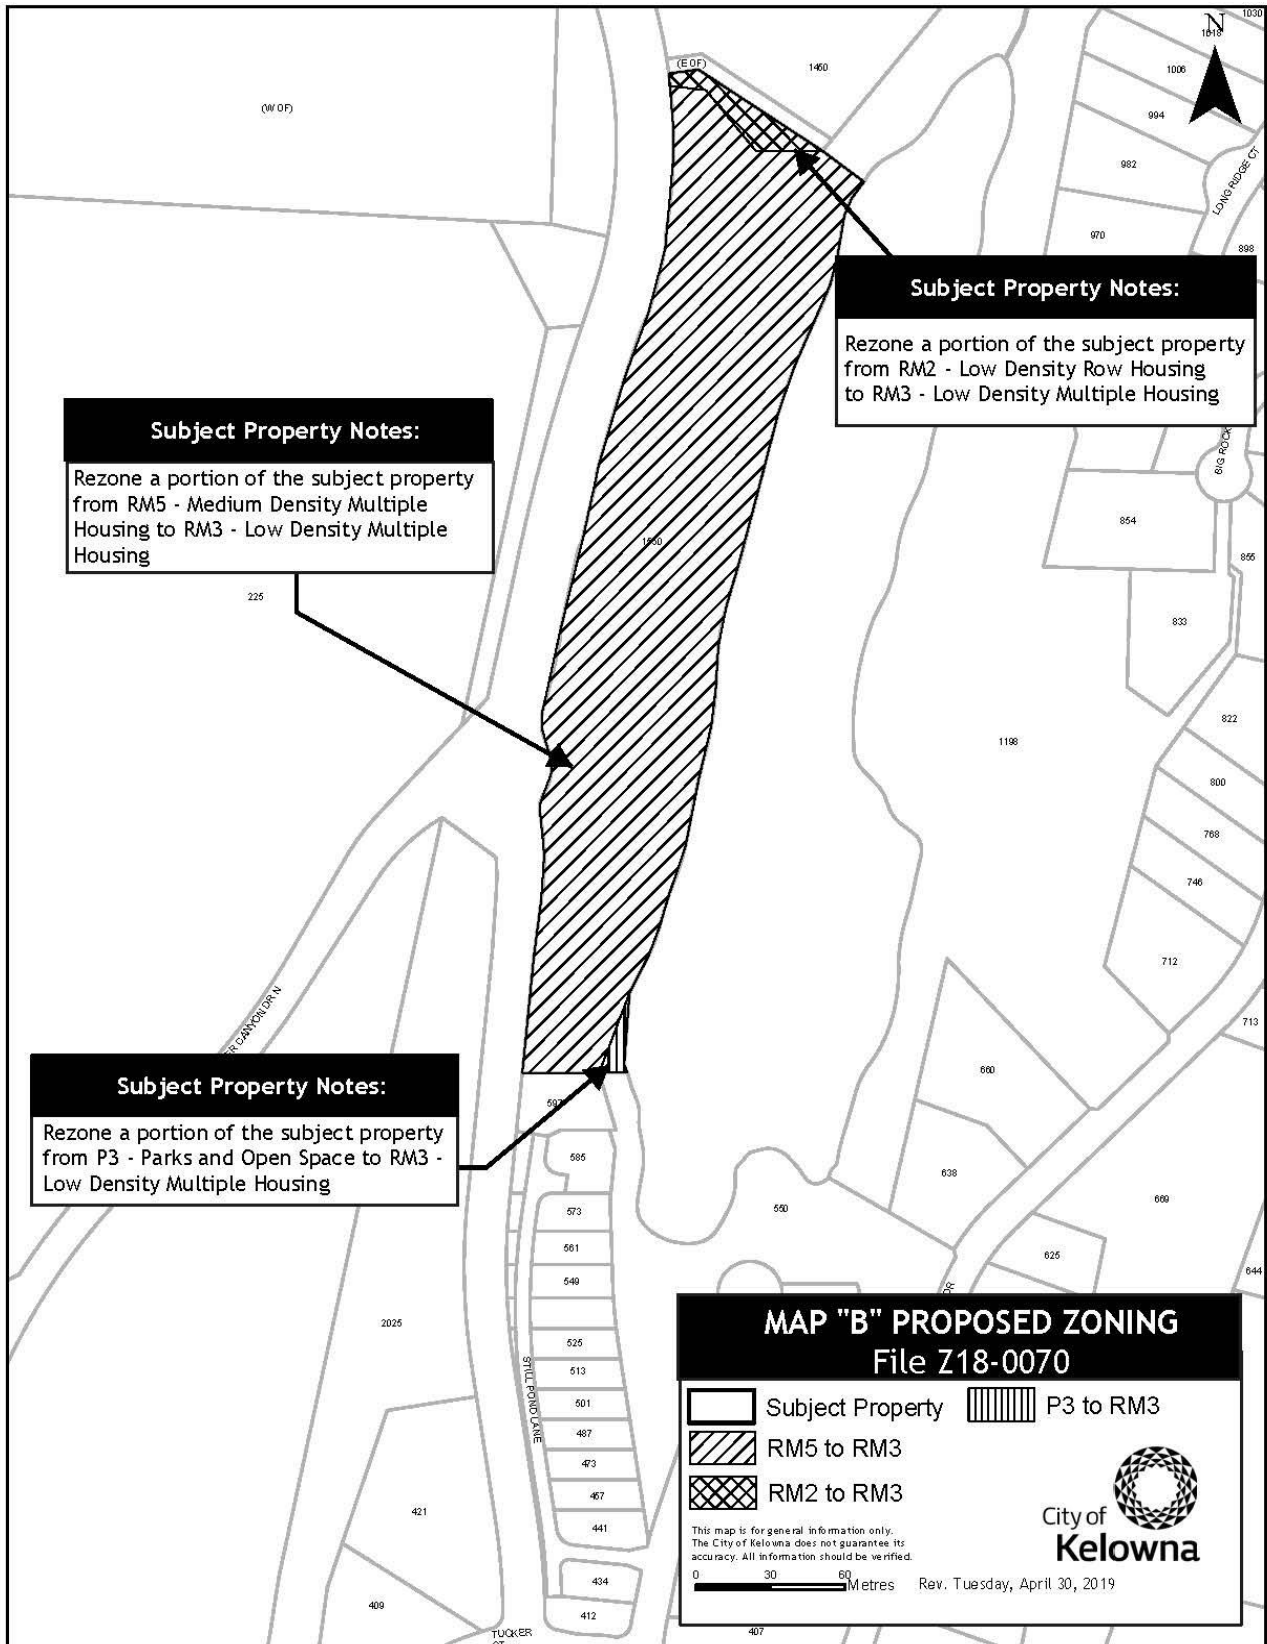 N
1030
1018
(E OF)
1460
1006
(W OF)
994
982
LONG RIDGE CT
970
898
Subject Property Notes:
Rezone a portion of the subject property
from RM2 - Low Density Row Housing
to RM3 - Low Density Multiple Housing
Subject Property Notes:
Rezone a portion of the subject property
from RM5 - Medium Density Multiple
Housing to RM3 - Low Density Multiple
Housing
BIG ROCK
854
855
225
833
822
1198
800
768
746
712
713
ER CANYON DR N
660
Subject Property Notes:
Rezone a portion of the subject property
from P3 - Parks and Open Space to RM3 -
Low Density Multiple Housing
597
585
638
573
550
669
561
625
549
644
DR
2025
525
513
STILL POND LANE
501
487
473
457
421
441
434
409
412
TUCKER
CT
407
MAP "B" PROPOSED ZONING
File Z18-0070
Subject Property
P3 to RM3
RM5 to RM3
RM2 to RM3
City of
Kelowna
This map is for general information only.
The City of Kelowna does not guarantee its
accuracy. All information should be verified.
0 30 60
Metres
Rev. Tuesday, April 30, 2019